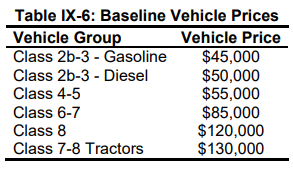 Table IX-6: Baseline Vehicle Prices
Vehicle Group Vehicle Price
Class 2b-3 - Gasoline $45,000
Class 2b-3 - Diesel $50,000
Class 4-5 $55,000
Class 6-7 $85,000
Class 8 $120,000
Class 7-8 Tractors $130,000